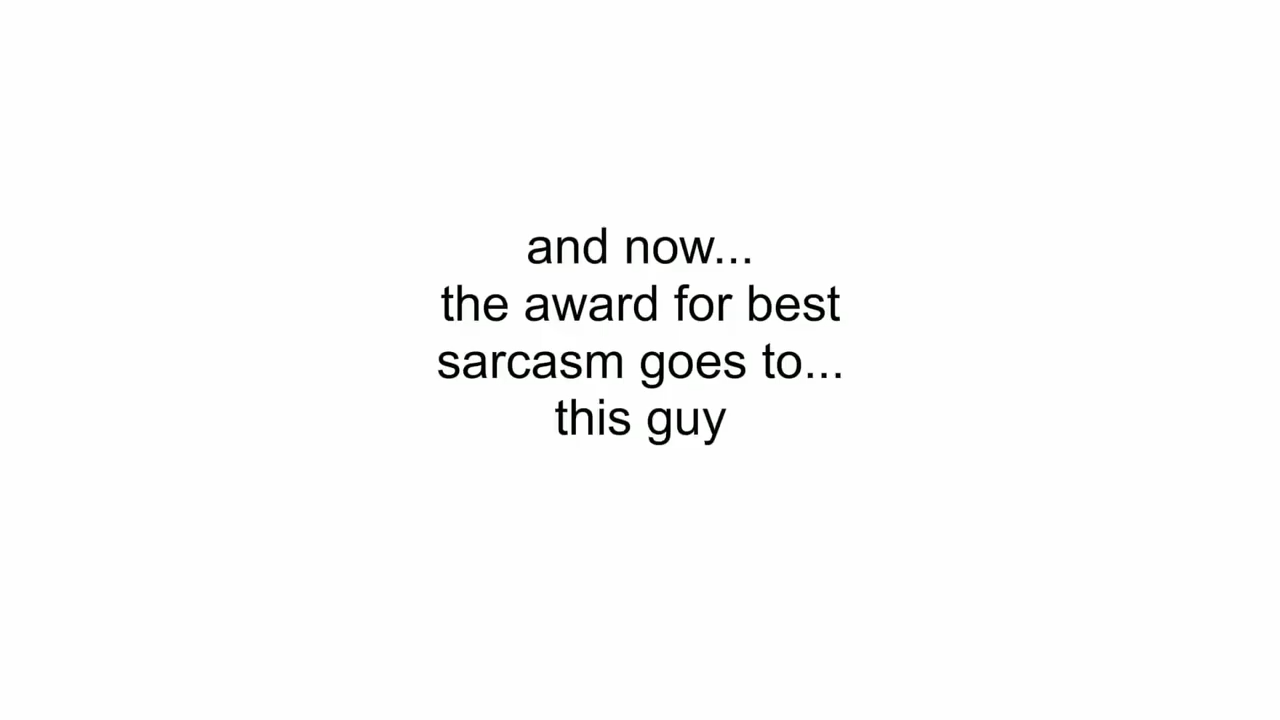 and now...
the award for best
sarcasm goes to...
this guy